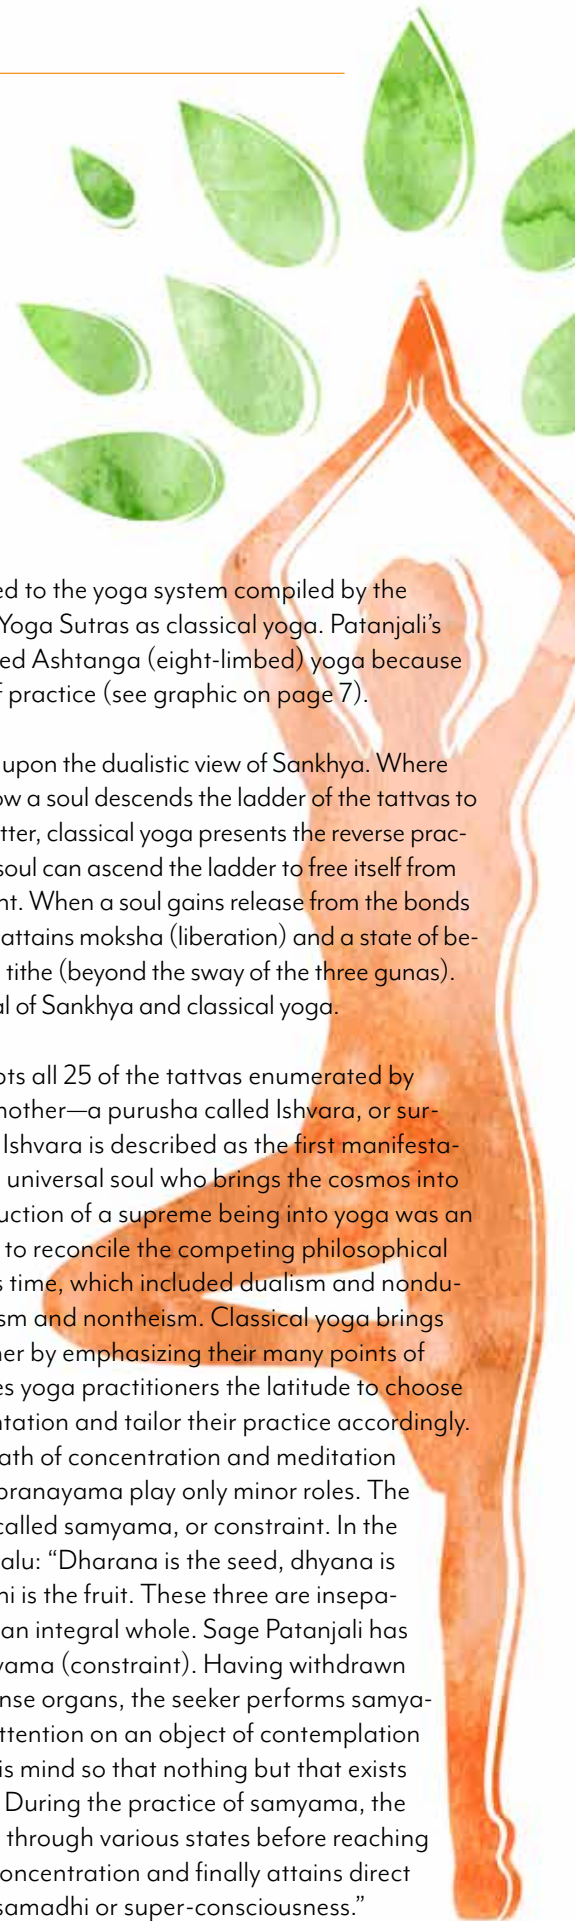 ed to the yoga system compiled by the
Yoga Sutras as classical yoga. Patanjali’s
ed Ashtanga (eight-limbed) yoga because
f practice (see graphic on page 7).
upon the dualistic view of Sankhya. Where
ow a soul descends the ladder of the tattvas to
tter, classical yoga presents the reverse prac-
soul can ascend the ladder to free itself from
nt. When a soul gains release from the bonds
attains moksha (liberation) and a state of be-
tithe (beyond the sway of the three gunas).
al of Sankhya and classical yoga.
pts all 25 of the tattvas enumerated by
nother—a purusha called Ishvara, or sur-
Ishvara is described as the first manifesta-
universal soul who brings the cosmos into
uction of a supreme being into yoga was an
to reconcile the competing philosophical
s time, which included dualism and nondu-
sm and nontheism. Classical yoga brings
ner by emphasizing their many points of
es yoga practitioners the latitude to choose
ntation and tailor their practice accordingly.
ath of concentration and meditation
pranayama play only minor roles. The
called samyama, or constraint. In the
alu: “Dharana is the seed, dhyana is
hi is the fruit. These three are insepa-
an integral whole. Sage Patanjali has
yama (constraint). Having withdrawn
nse organs, the seeker performs samya-
ttention on an object of contemplation
is mind so that nothing but that exists
During the practice of samyama, the
through various states before reaching
oncentration and finally attains direct
samadhi or super-consciousness.”